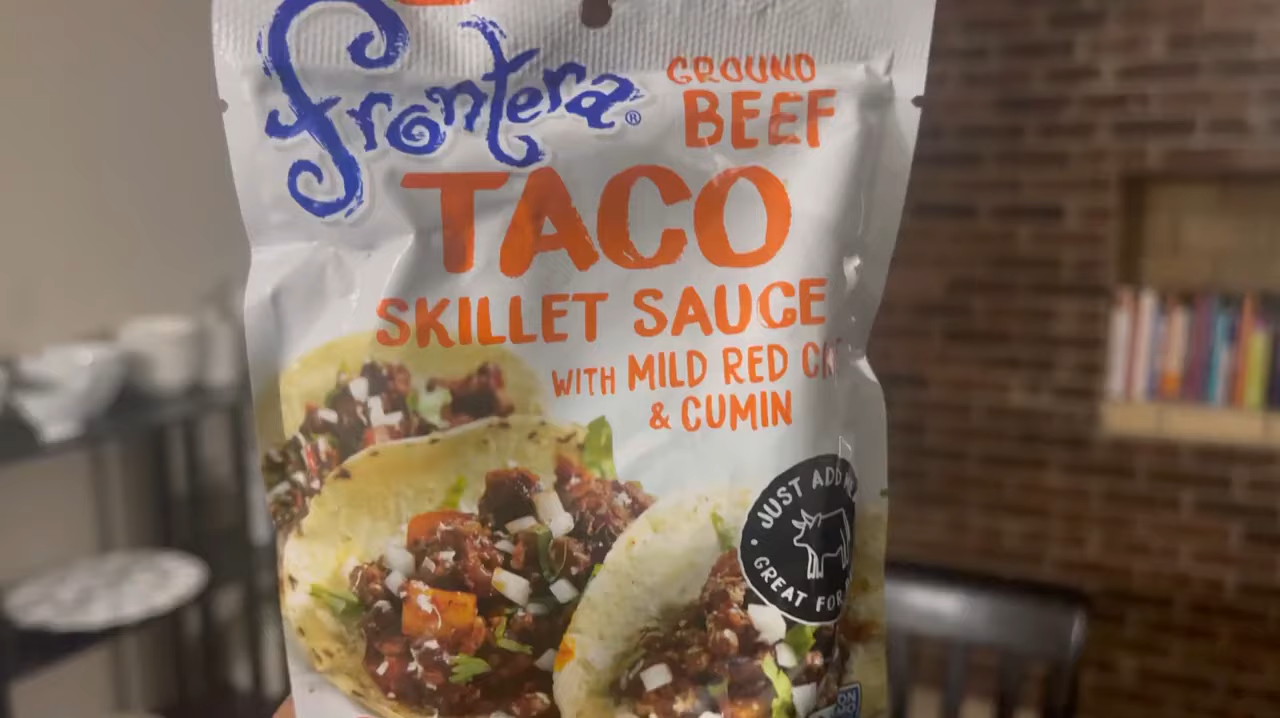 frontera®
GROUND
BEEF
TACO
SKILLET SAUCE
WITH MILD RED
& CUMIN
JUST ADD
GREAT FOR